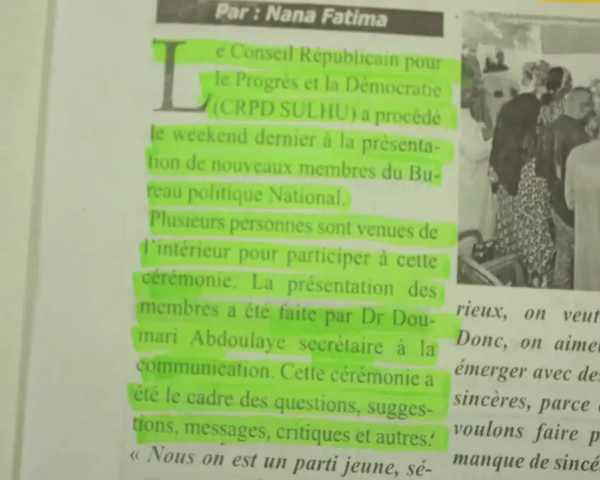 Par : Nana Fatima
Le Conseil Républicain pour
le Progrès et la Démocratie
(CRPD SULHU) a procédé
le weekend dernier à la présenta-
tion de nouveaux membres du Bu-
reau politique National.
Plusieurs personnes sont venues de
l'intérieur pour participer à cette
cérémonie. La présentation des
membres a été faite par Dr Dou-
mari Abdoulaye secrétaire à la
communication. Cette cérémonie a
été le cadre des questions, sugges-
tions, messages, critiques et autres.
« Nous on est un parti jeune, sé-
rieux, on veut
Donc, on aime
émerger avec des
sincères, parce
voulons faire p
manque de sincé